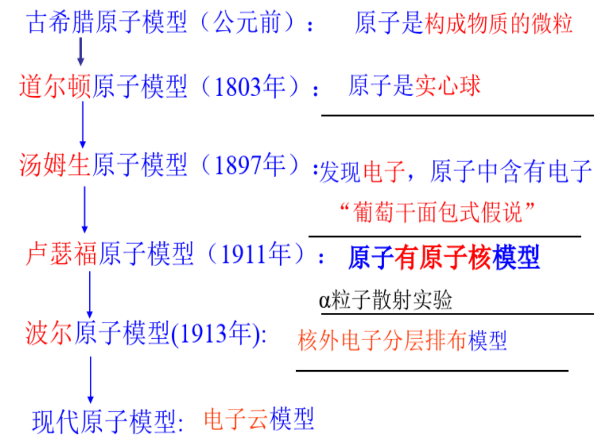 古希腊原子模型（公元前）： 原子是构成物质的微粒
道尔顿原子模型（1803年）： 原子是实心球
汤姆生原子模型（1897年）：发现电子，原子中含有电子
“葡萄干面包式假说”
卢瑟福原子模型（1911年）： 原子有原子核模型
α粒子散射实验
波尔原子模型(1913年): 核外电子分层排布模型
现代原子模型: 电子云模型